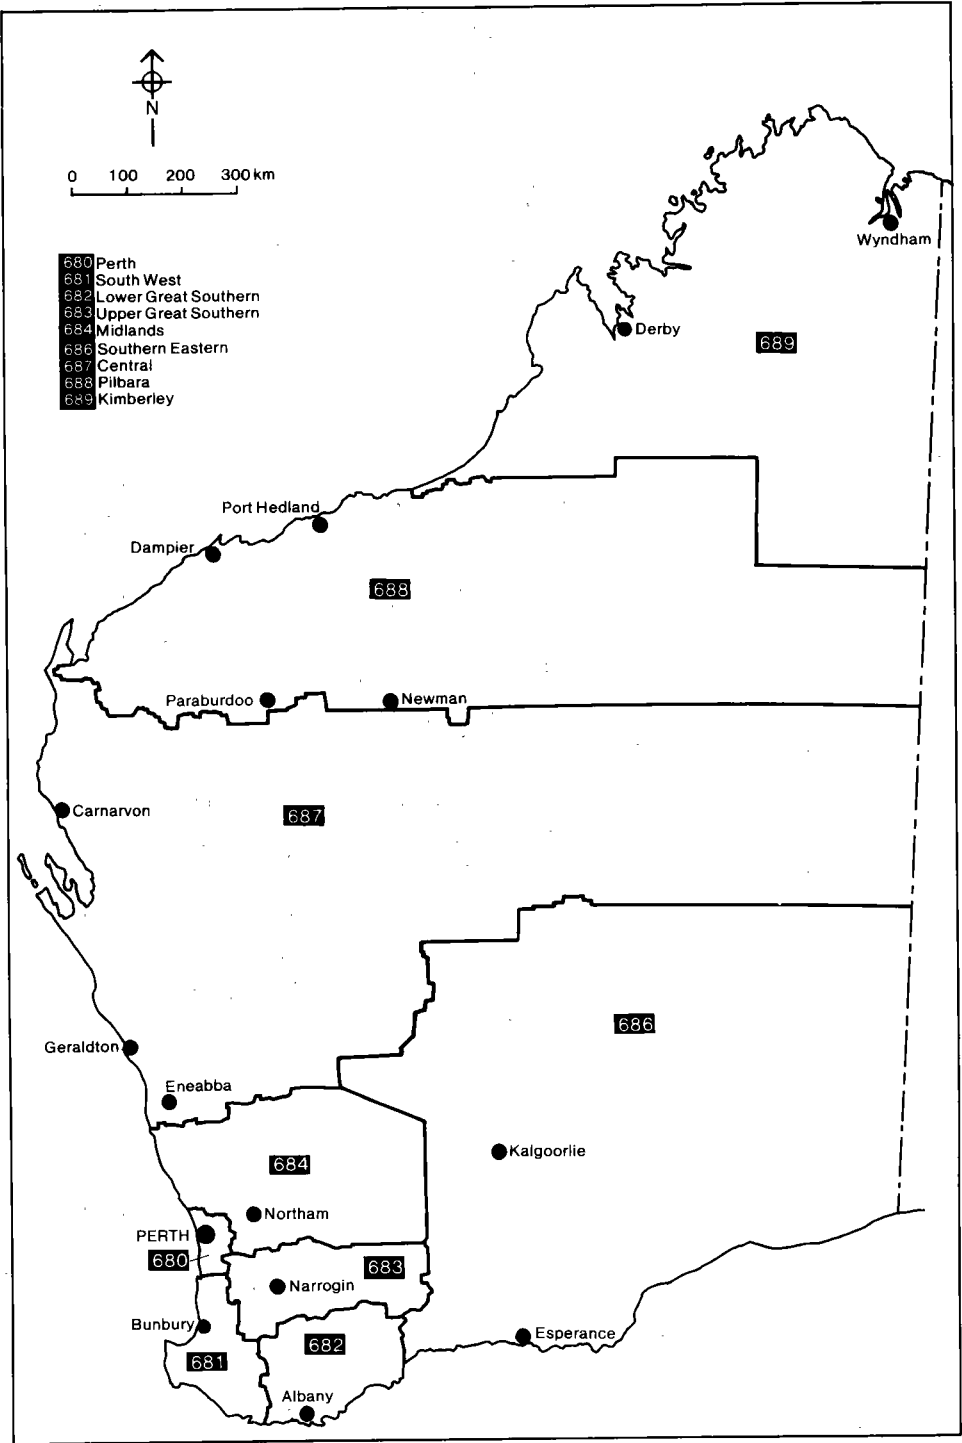 N
0 100 200 300 km
680 Perth
681 South West
682 Lower Great Southern
683 Upper Great Southern
684 Midlands
686 Southern Eastern
687 Central
688 Pilbara
689 Kimberley
Wyndham
Derby
689
Port Hedland
Dampier
688
Paraburdoo
Newman
Carnarvon
687
686
Geraldton
Eneabba
Kalgoorlie
684
Northam
PERTH
680
683
Narrogin
Bunbury
Esperance
682
681
Albany